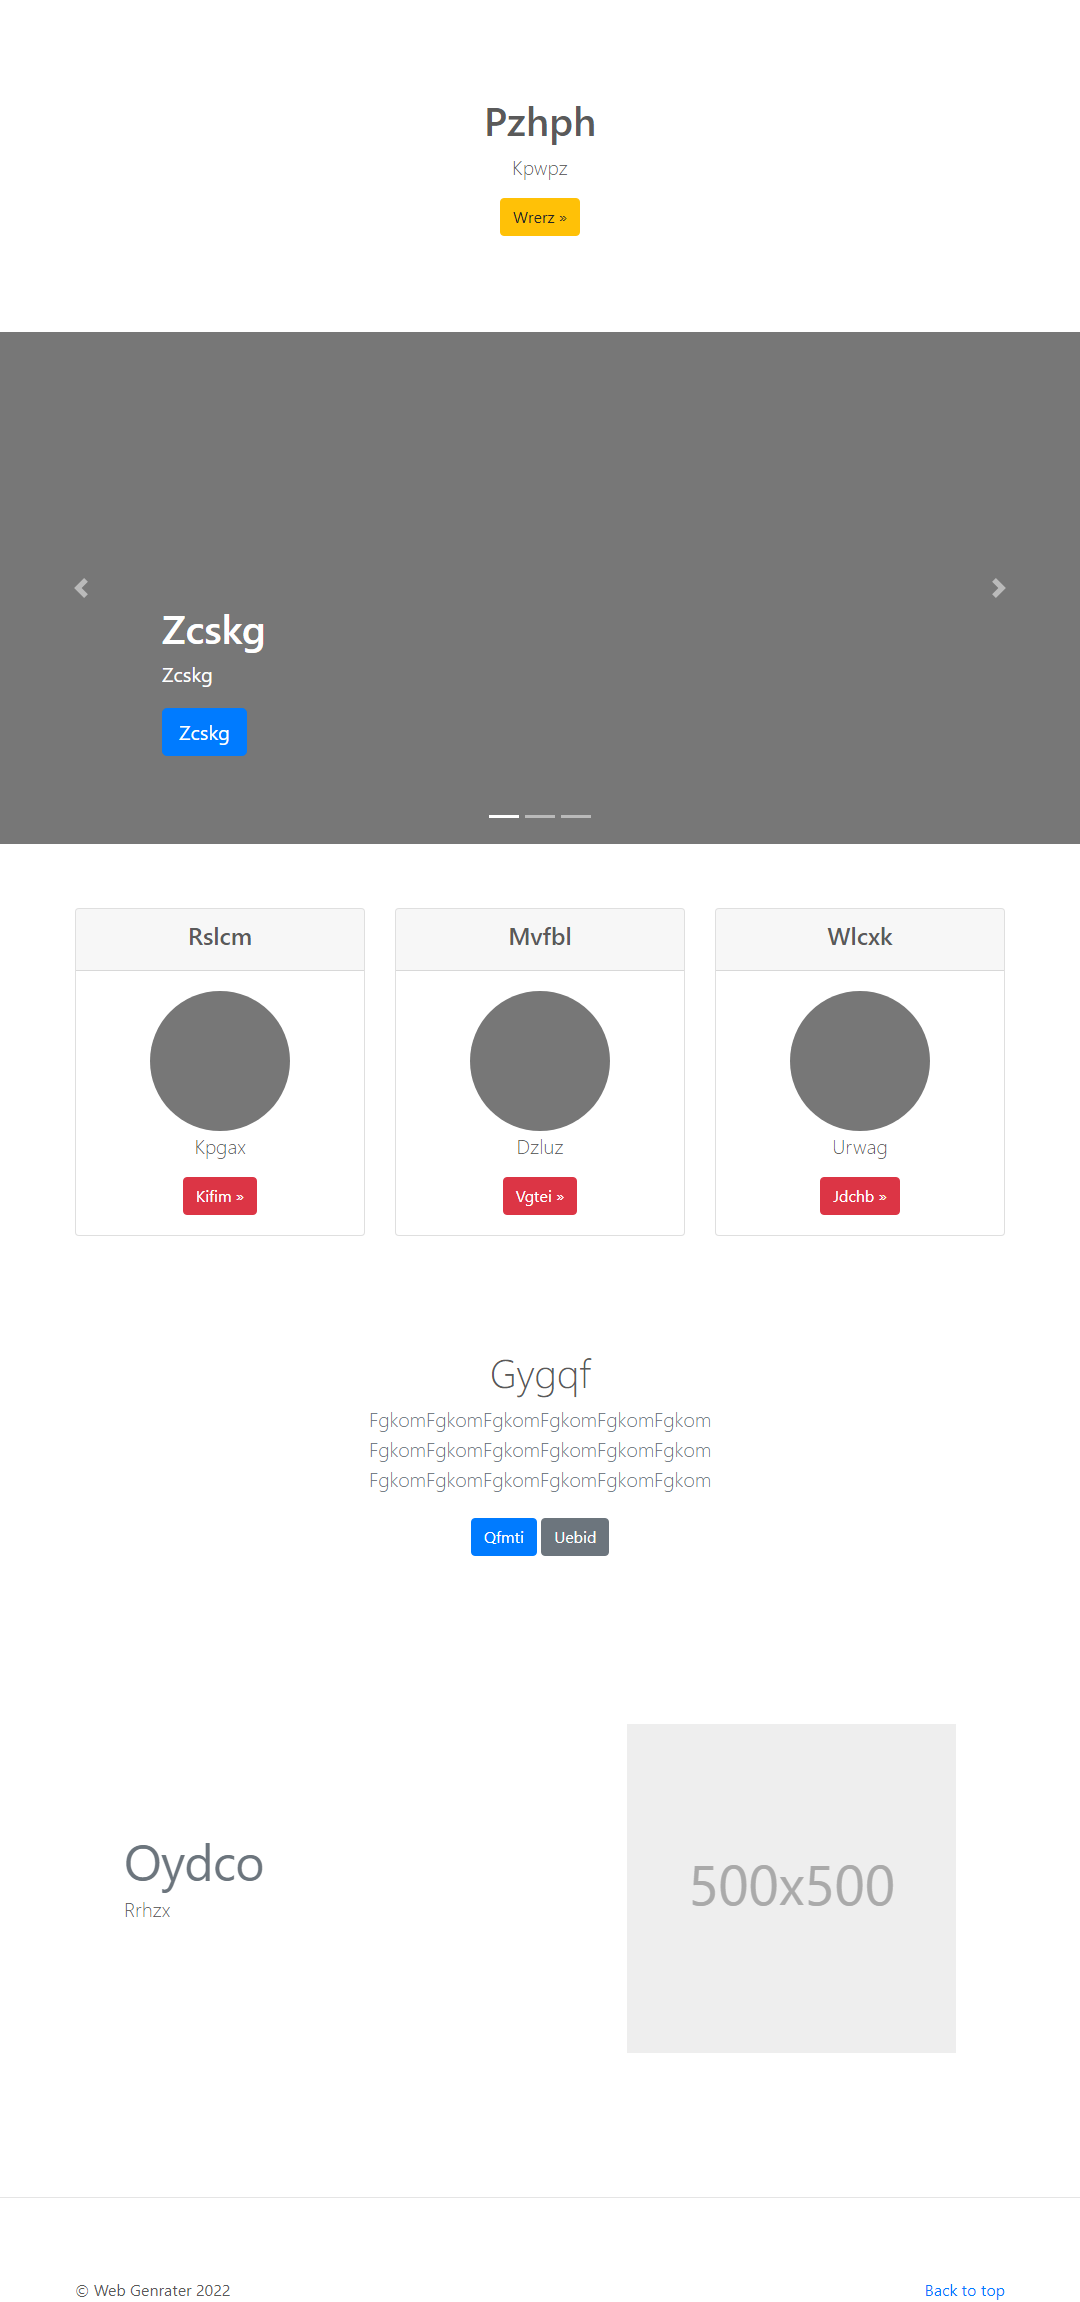 Pzhph
Kpwpz
Wrerz »
Zcskg
Zcskg
Zcskg
Rslcm
Kpgax
Kifim »
Mvfbl
Dzluz
Vgtei »
Wlcxk
Urwag
Jdchb »
Gygqf
FgkomFgkomFgkomFgkomFgkomFgkom
FgkomFgkomFgkomFgkomFgkomFgkom
FgkomFgkomFgkomFgkomFgkomFgkom
Qfmti Uebid
Oydco
Rrhzx
500x500
© Web Genrater 2022
Back to top